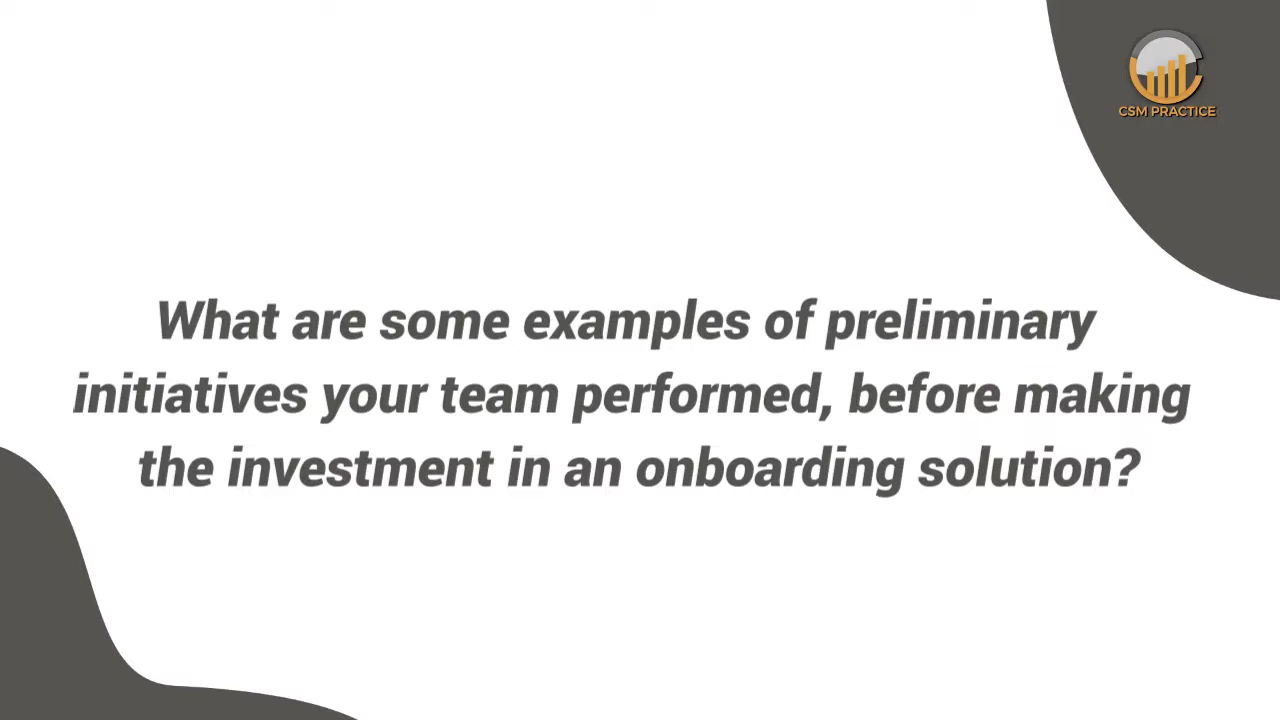 CSM PRACTICE
What are some examples of preliminary
initiatives your team performed, before making
the investment in an onboarding solution?